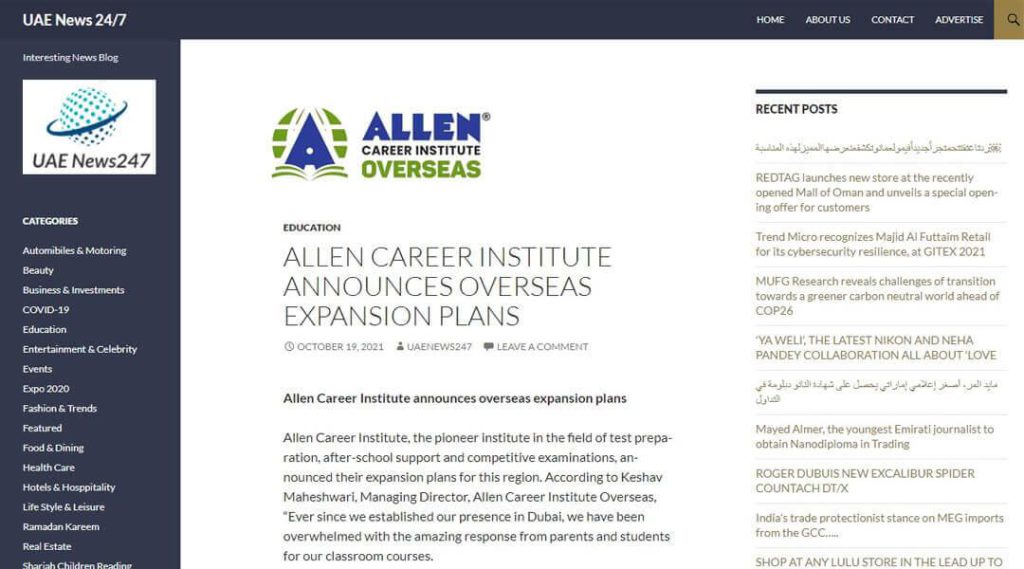 UAE News 24/7
HOME
ABOUT US
CONTACT
ADVERTISE
Interesting News Blog
UAE News247
CATEGORIES
Automibiles & Motoring
Beauty
Business & Investments
COVID-19
Education
Entertainment & Celebrity
Events
Expo 2020
Fashion & Trends
Featured
Food & Dining
Health Care
Hotels & Hosppitality
Life Style & Leisure
Ramadan Kareem
Real Estate
Shariah Children Reading
ALLEN®
CAREER INSTITUTE
OVERSEAS
EDUCATION
ALLEN CAREER INSTITUTE
ANNOUNCES OVERSEAS
EXPANSION PLANS
OCTOBER 19, 2021
UAENEWS247
LEAVE A COMMENT
Allen Career Institute announces overseas expansion plans
Allen Career Institute, the pioneer institute in the field of test prepa-
ration, after-school support and competitive examinations, an-
nounced their expansion plans for this region. According to Keshav
Maheshwari, Managing Director, Allen Career Institute Overseas,
“Ever since we established our presence in Dubai, we have been
overwhelmed with the amazing response from parents and students
for our classroom courses.
RECENT POSTS
REDTAG launches new store at the recently
opened Mall of Oman and unveils a special open-
ing offer for customers
Trend Micro recognizes Majid Al Futtaim Retail
for its cybersecurity resilience, at GITEX 2021
MUFG Research reveals challenges of transition
towards a greener carbon neutral world ahead of
COP26
‘YA WELI’, THE LATEST NIKON AND NEHA
PANDEY COLLABORATION ALL ABOUT ‘LOVE
مايد المر، أصغر إعلامي إماراتي يحصل على شهادة النانو دبلومة في
التداول
Mayed Almer, the youngest Emirati journalist to
obtain Nanodiploma in Trading
ROGER DUBUIS NEW EXCALIBUR SPIDER
COUNTACH DT/X
India's trade protectionist stance on MEG imports
from the GCC…..
SHOP AT ANY LULU STORE IN THE LEAD UP TO